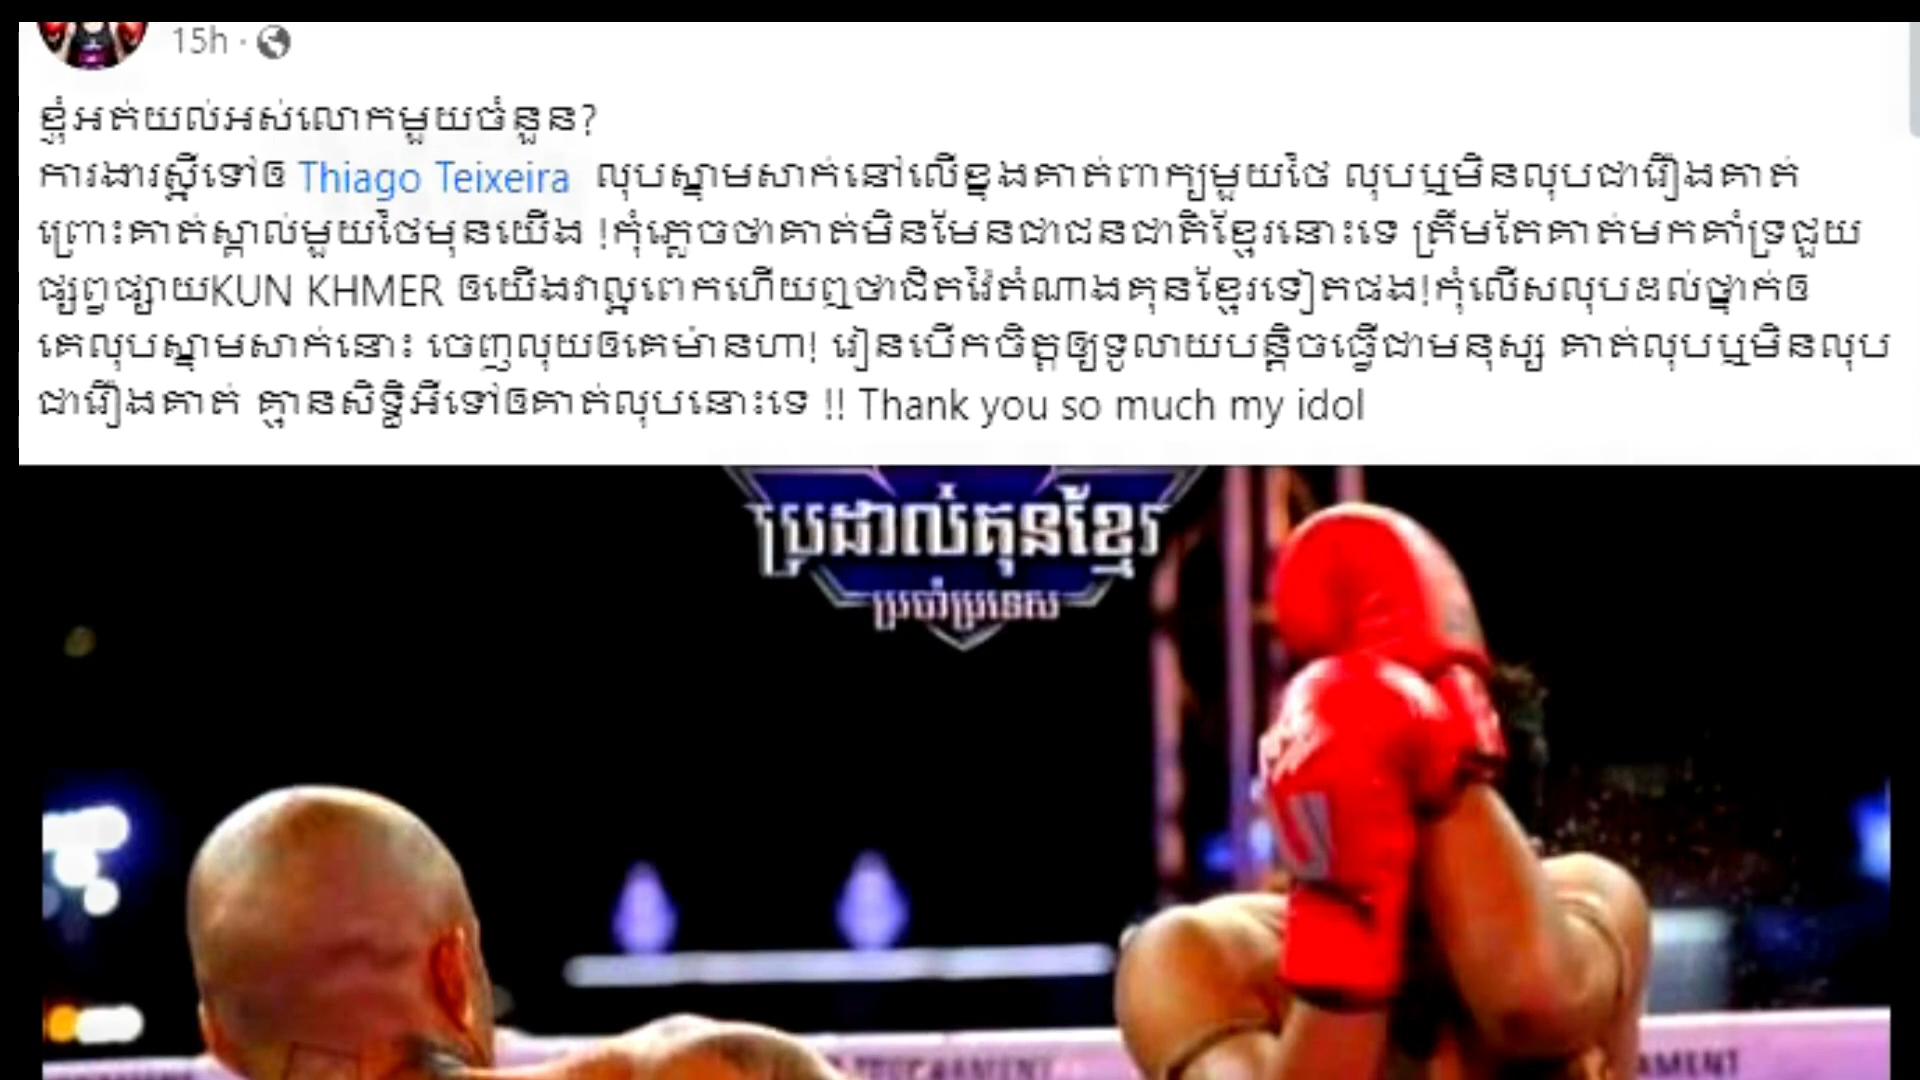 15h ·
ខ្ញុំអត់យល់អស់លោកមួយចំនួន?
ការងារស្អីទៅឲ Thiago Teixeira លុបស្នាមសាក់នៅលើខ្នងគាត់ពាក្យមួយថៃ លុបឬមិនលុបជារឿងគាត់
ព្រោះគាត់ស្គាល់មួយថៃមុនយើង !កុំភ្លេចថាគាត់មិនមែនជាជនជាតិខ្មែរនោះទេ ត្រឹមតែគាត់មកគាំទ្រជួយ
ផ្សព្វផ្សាយKUN KHMER ឲយើងវាល្អពេកហើយឮថាជិតវ៉ៃតំណាងគុនខ្មែរទៀតផង!កុំលើសលុបដល់ថ្នាក់ឲ
គេលុបស្នាមសាក់នោះ ចេញលុយឲគេម៉ានហា! រៀនបើកចិត្តឲ្យទូលាយបន្តិចធ្វើជាមនុស្ស គាត់លុបឬមិនលុប
ជារឿងគាត់ គ្មានសិទ្ធិអីទៅឲគាត់លុបនោះទេ !! Thank you so much my idol
ប្រដាល់គុនខ្មែរ
ប្រចាំប្រទេស
TOURNAMENT